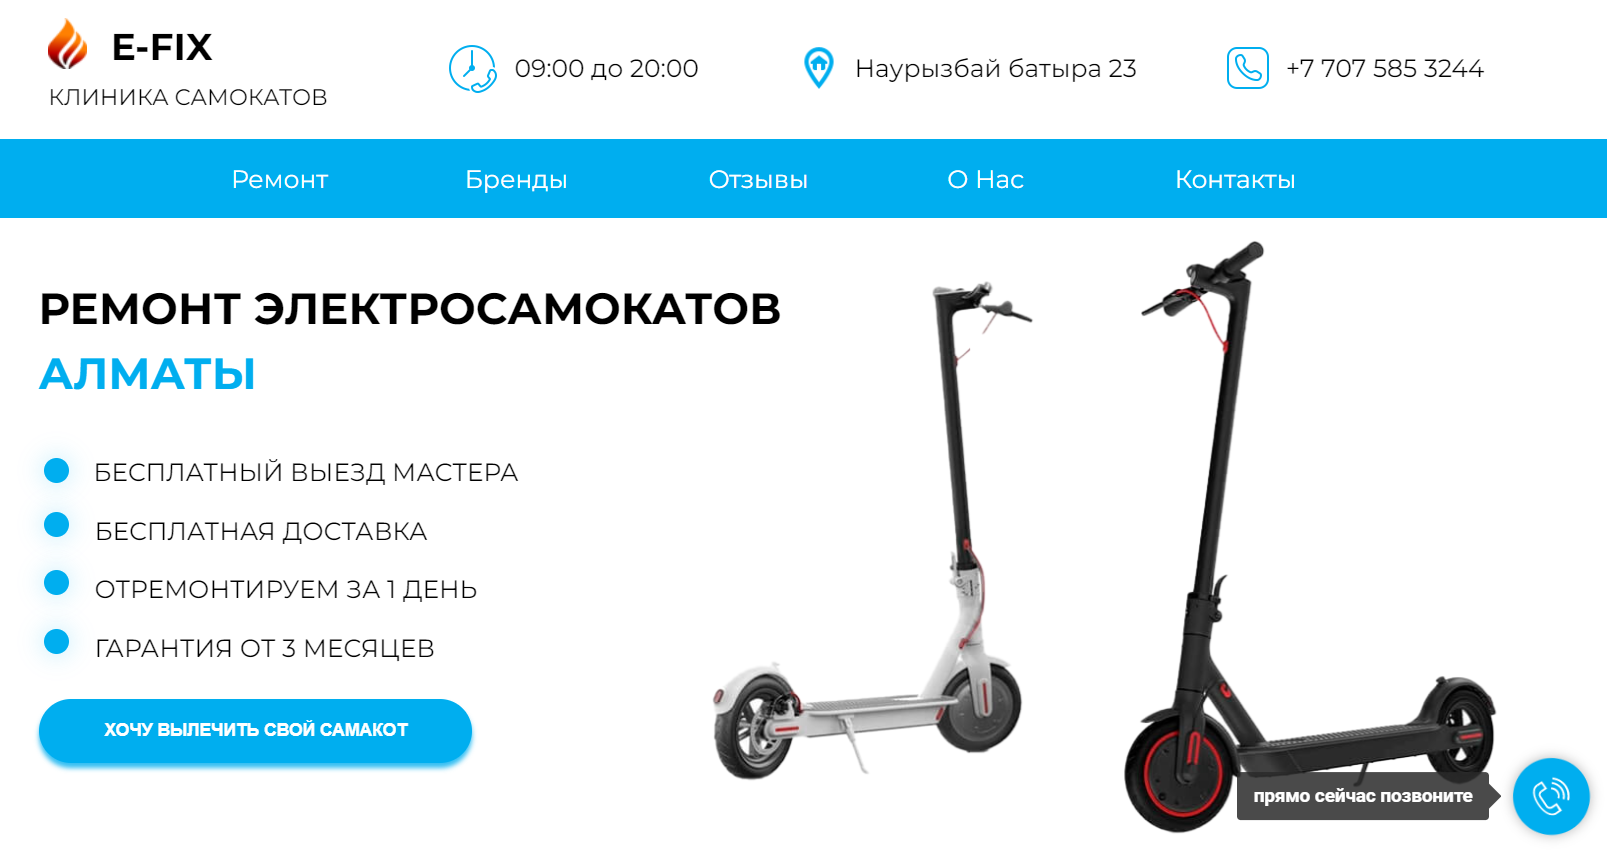 E-FIX
КЛИНИКА САМОКАТОВ
09:00 до 20:00
Наурызбай батыра 23
+7 707 585 3244
Ремонт
Бренды
Отзывы
О Нас
Контакты
РЕМОНТ ЭЛЕКТРОСАМОКАТОВ
АЛМАТЫ
БЕСПЛАТНЫЙ ВЫЕЗД МАСТЕРА
БЕСПЛАТНАЯ ДОСТАВКА
ОТРЕМОНТИРУЕМ ЗА 1 ДЕНЬ
ГАРАНТИЯ ОТ 3 МЕСЯЦЕВ
ХОЧУ ВЫЛЕЧИТЬ СВОЙ САМАКОТ
прямо сейчас позвоните